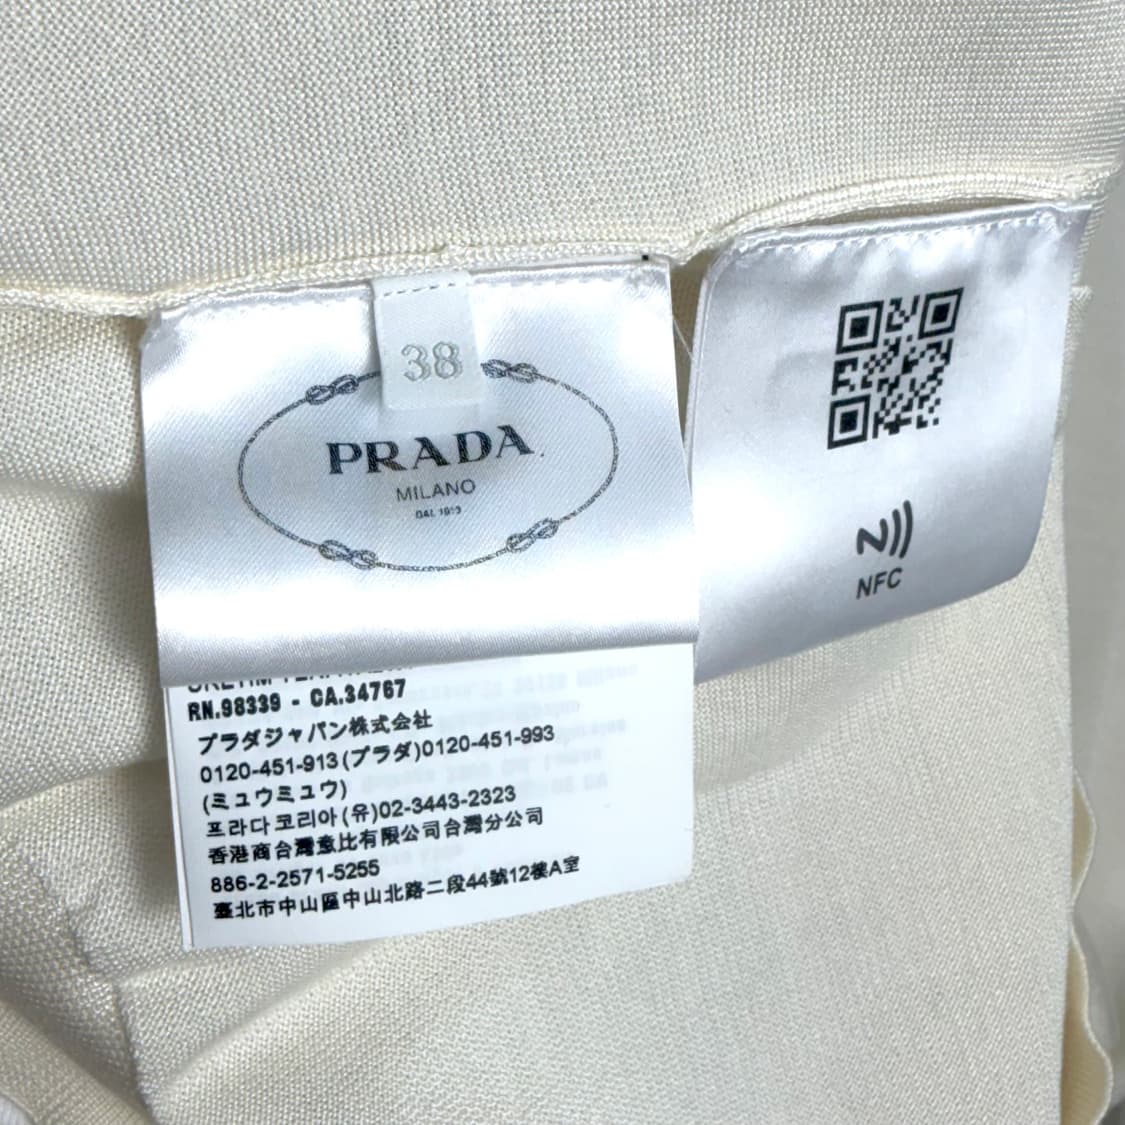 38
PRADA
MILANO
DAL 1913
NFC
RN.98339 - CA.34767
プラダジャパン株式会社
0120-451-913(プラダ)0120-451-993
(ミュウミュウ)
프라다코리아(유)02-3443-2323
香港商台灣意比有限公司台灣分公司
886-2-2571-5255
臺北市中山區中山北路二段44號12樓A室